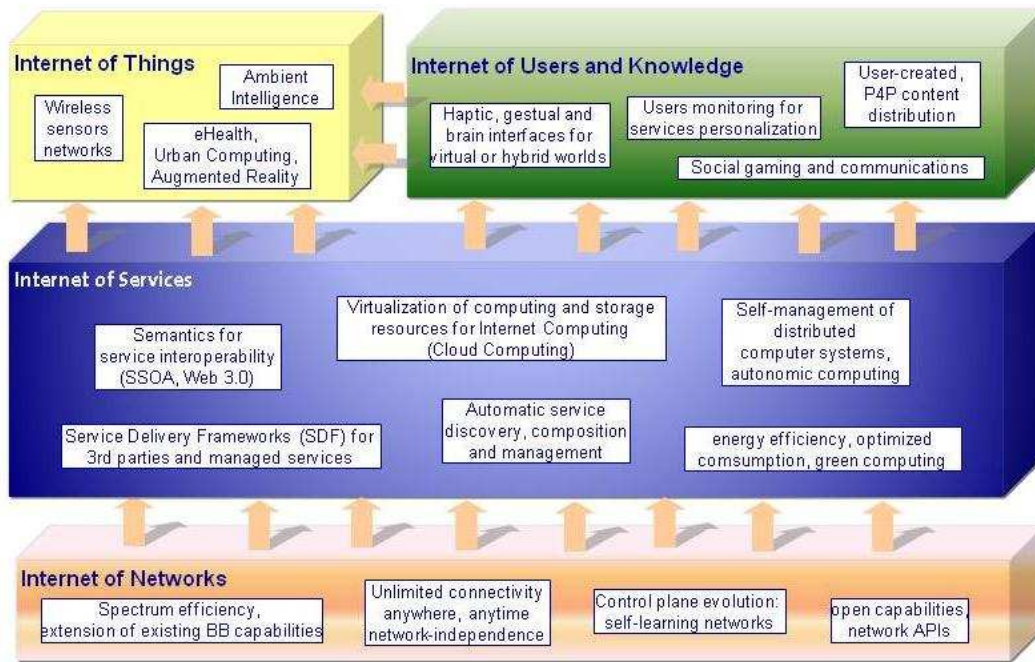 Internet of Things
Wireless
sensors
networks
Ambient
Intelligence
eHealth,
Urban Computing,
Augmented Reality
Internet of Users and Knowledge
Haptic, gestual and
brain interfaces for
virtual or hybrid worlds
Users monitoring for
services personalization
User-created,
P4P content
distribution
Social gaming and communications
Internet of Services
Semantics for
service interoperability
(SSOA, Web 3.0)
Virtualization of computing and storage
resources for Internet Computing
(Cloud Computing)
Self-management of
distributed
computer systems,
autonomic computing
Service Delivery Frameworks (SDF) for
3rd parties and managed services
Automatic service
discovery, composition
and management
energy efficiency, optimized
comsumption, green computing
Internet of Networks
Spectrum efficiency,
extension of existing BB capabilities
Unlimited connectivity
anywhere, anytime
network-independence
Control plane evolution:
self-learning networks
open capabilities,
network APIs